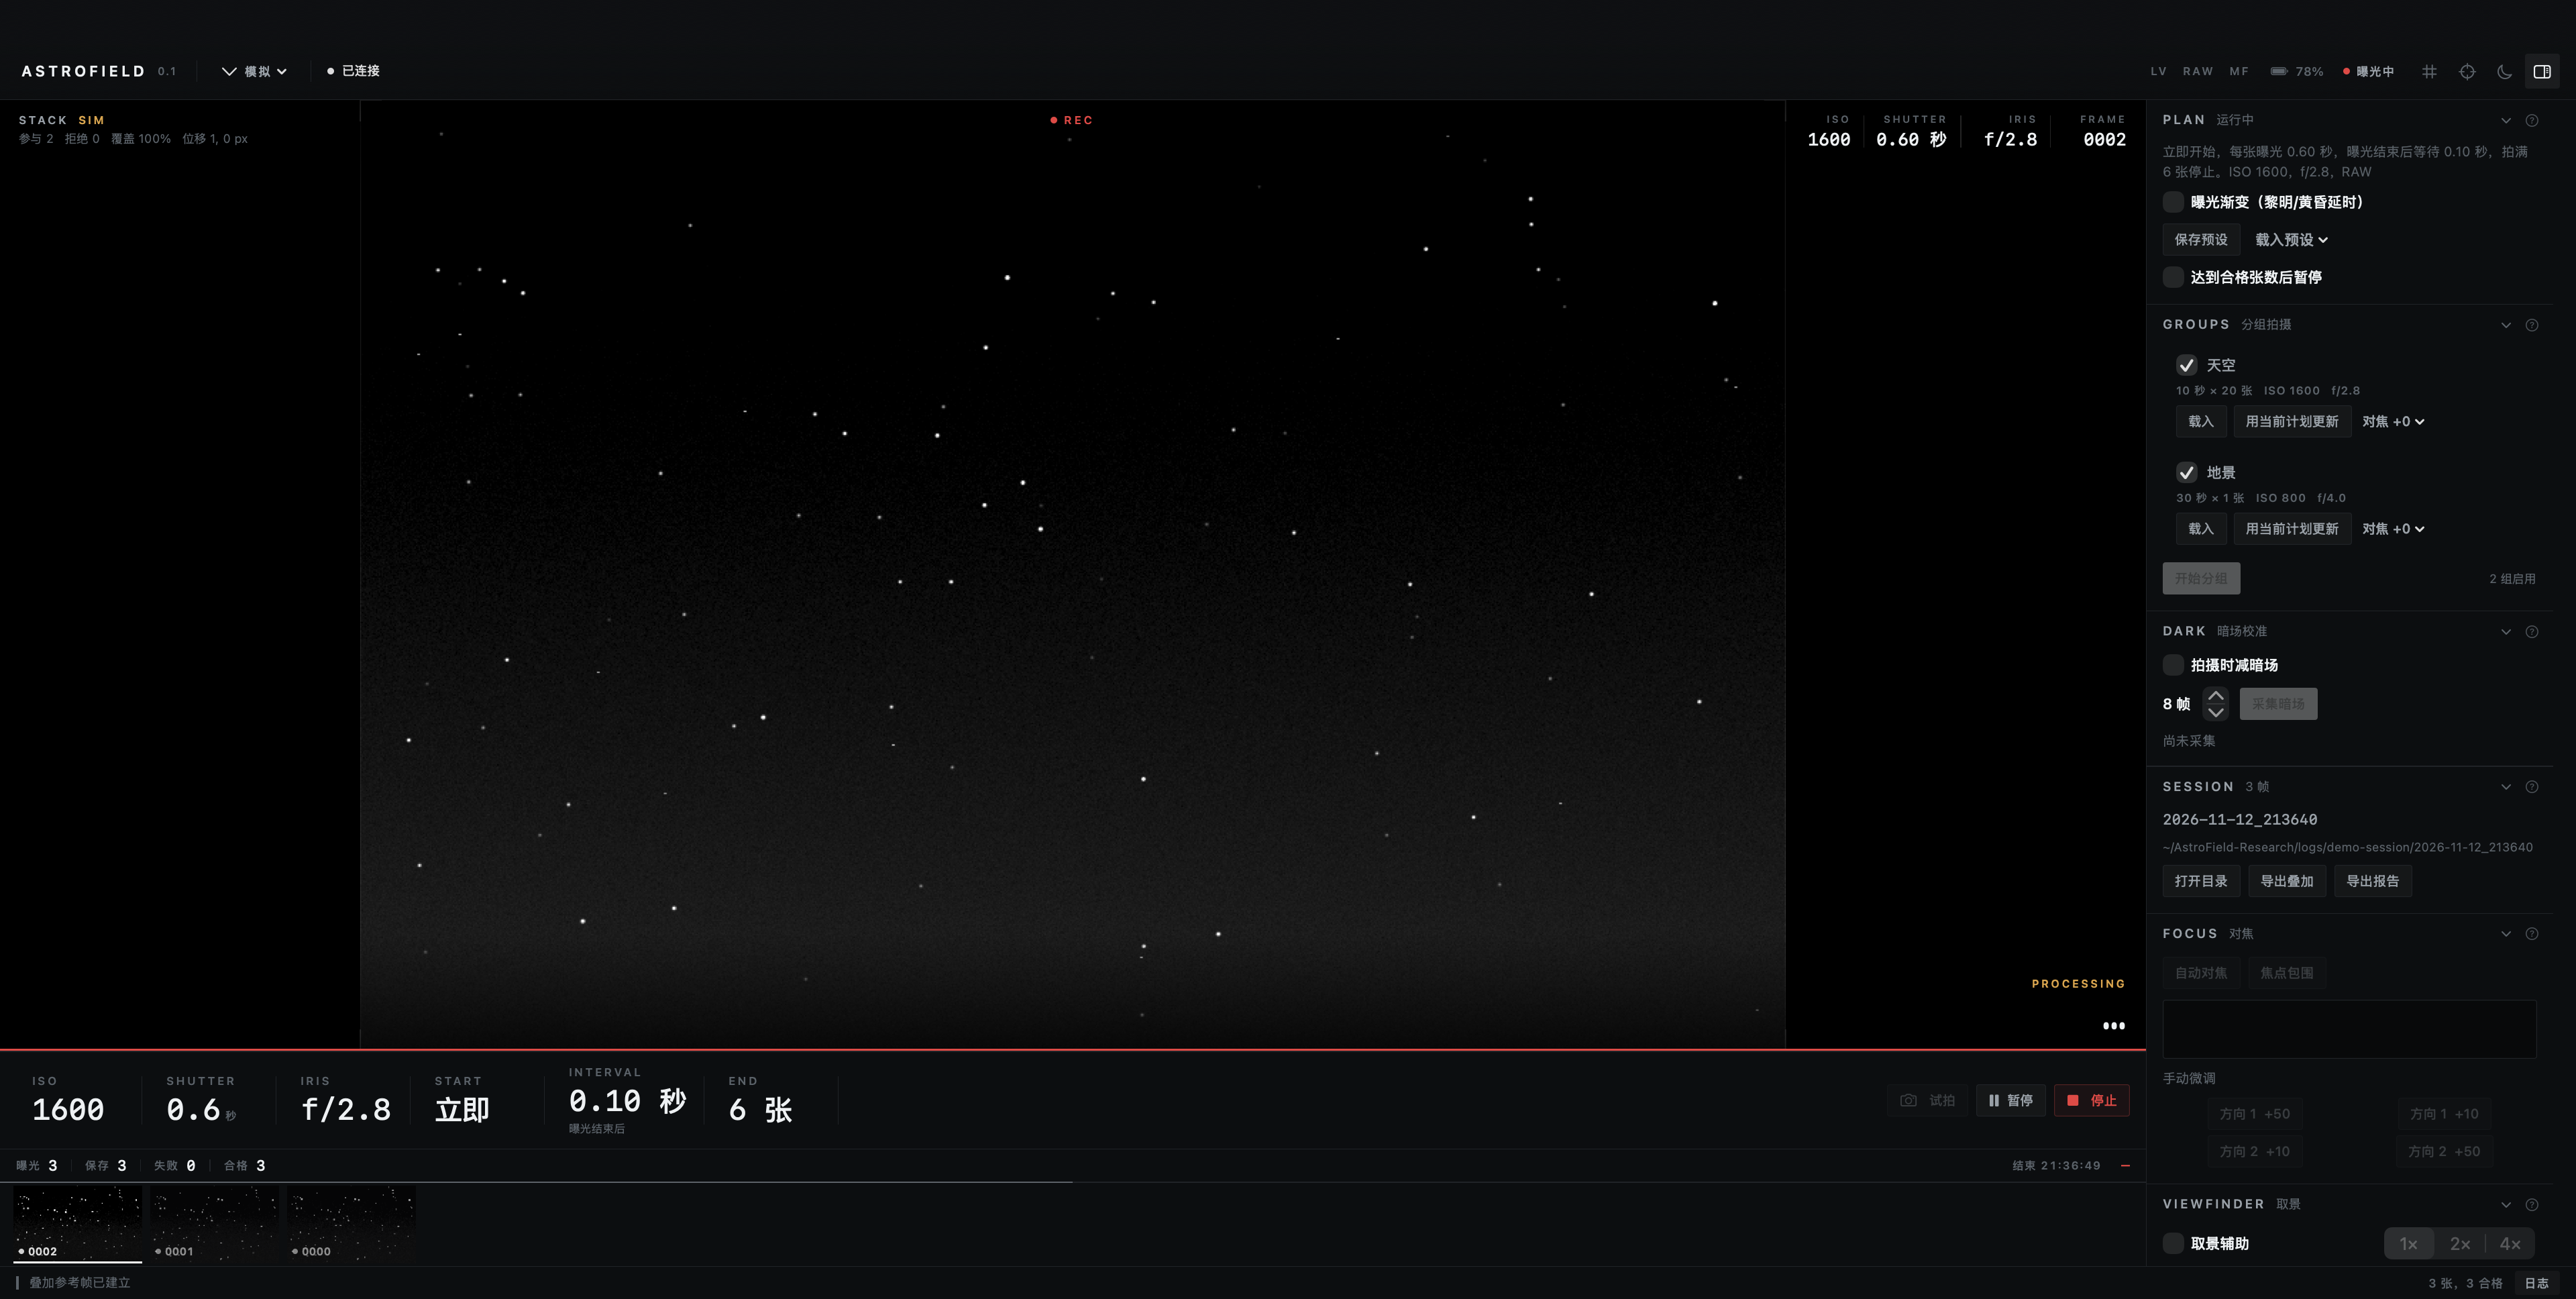 ASTROFIELD 0.1 模拟 已连接
LV RAW MF 78% 曝光中
STACK SIM
参与 2 拒绝 0 覆盖 100% 位移 1, 0 px
REC
ISO SHUTTER IRIS FRAME
1600 0.60 秒 f/2.8 0002
PROCESSING
ISO SHUTTER IRIS START INTERVAL END
1600 0.6 秒 f/2.8 立即 0.10 秒 6 张
曝光结束后
试拍 暂停 停止
曝光 3 保存 3 失败 0 合格 3
结束 21:36:49
0002 0001 0000
叠加参考帧已建立
PLAN 运行中
立即开始，每张曝光 0.60 秒，曝光结束后等待 0.10 秒，拍满
6 张停止。ISO 1600，f/2.8，RAW
曝光渐变（黎明/黄昏延时）
保存预设 载入预设
达到合格张数后暂停
GROUPS 分组拍摄
天空
10 秒 × 20 张 ISO 1600 f/2.8
载入 用当前计划更新 对焦 +0
地景
30 秒 × 1 张 ISO 800 f/4.0
载入 用当前计划更新 对焦 +0
开始分组 2 组启用
DARK 暗场校准
拍摄时减暗场
8 帧 采集暗场
尚未采集
SESSION 3 帧
2026-11-12_213640
~/AstroField-Research/logs/demo-session/2026-11-12_213640
打开目录 导出叠加 导出报告
FOCUS 对焦
自动对焦 焦点包围
手动微调
方向 1 +50 方向 1 +10
方向 2 +10 方向 2 +50
VIEWFINDER 取景
取景辅助 1× 2× 4×
3 张，3 合格 日志